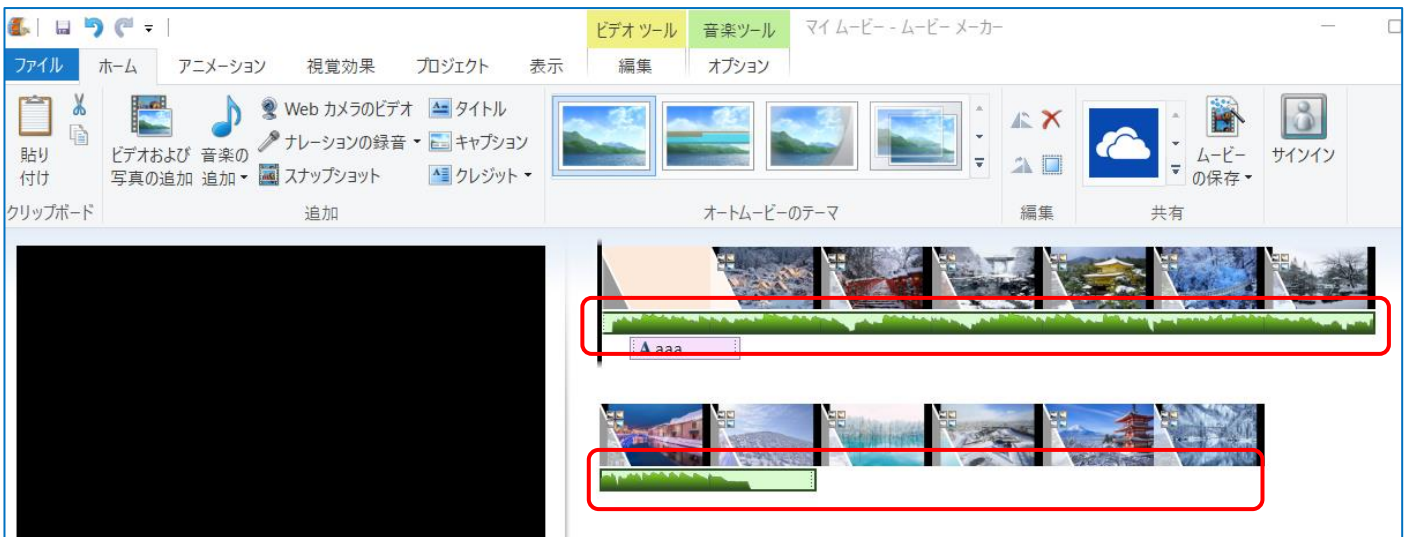 ビデオ ツール 音楽ツール マイ ムービー - ムービー メーカー
ファイル ホーム アニメーション 視覚効果 プロジェクト 表示 編集 オプション
貼り
付け
クリップボード
ビデオおよび
写真の追加
音楽の
追加
Web カメラのビデオ
ナレーションの録音
スナップショット
タイトル
キャプション
クレジット
追加
オートムービーのテーマ
編集
ムービー
の保存
共有
サインイン
A aaa